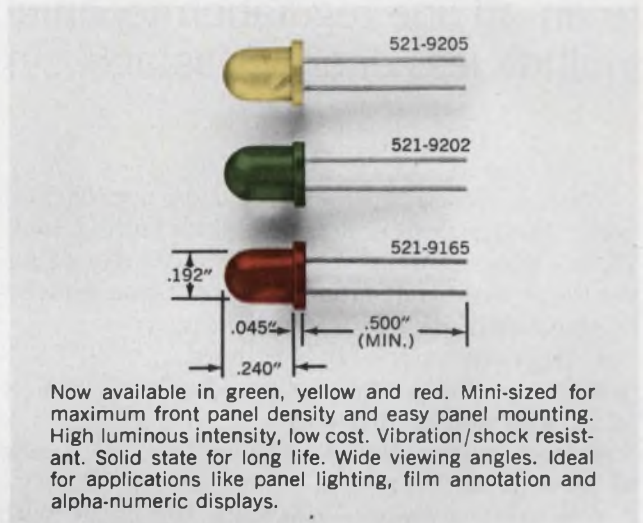 521-9205
521-9202
521-9165
.192″
.045″
.500″
(MIN.)
.240″
Now available in green, yellow and red. Mini-sized for
maximum front panel density and easy panel mounting.
High luminous intensity, low cost. Vibration/shock resist-
ant. Solid state for long life. Wide viewing angles. Ideal
for applications like panel lighting, film annotation and
alpha-numeric displays.